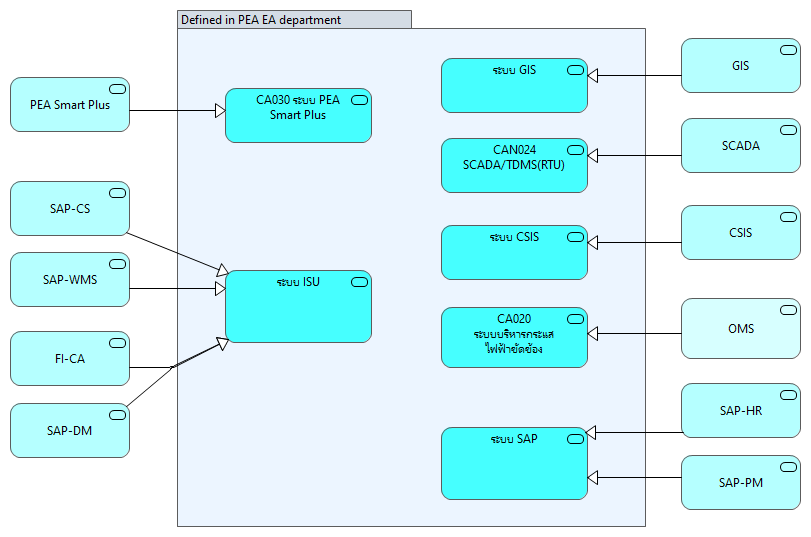 Defined in PEA EA department
PEA Smart Plus
SAP-CS
SAP-WMS
FI-CA
SAP-DM
CA030 ระบบ PEA
Smart Plus
ระบบ ISU
ระบบ GIS
CAN024
SCADA/TDMS(RTU)
ระบบ CSIS
CA020
ระบบบริหารกระแส
ไฟฟ้าขัดข้อง
ระบบ SAP
GIS
SCADA
CSIS
OMS
SAP-HR
SAP-PM